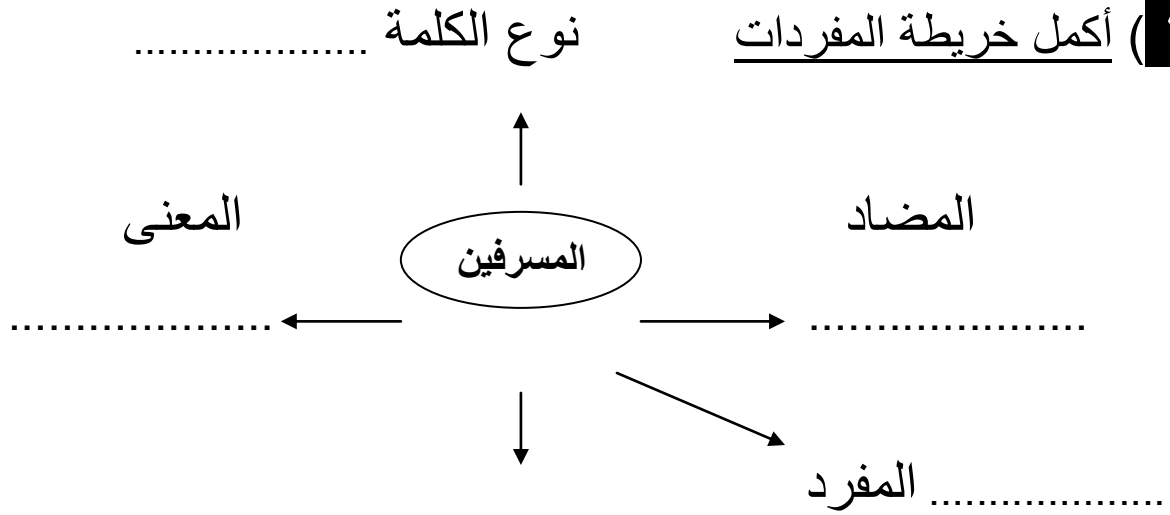 ) أكمل خريطة المفردات
نوع الكلمة ...................
المضاد
المعنى
المسرفين
....................
....................
المفرد ....................